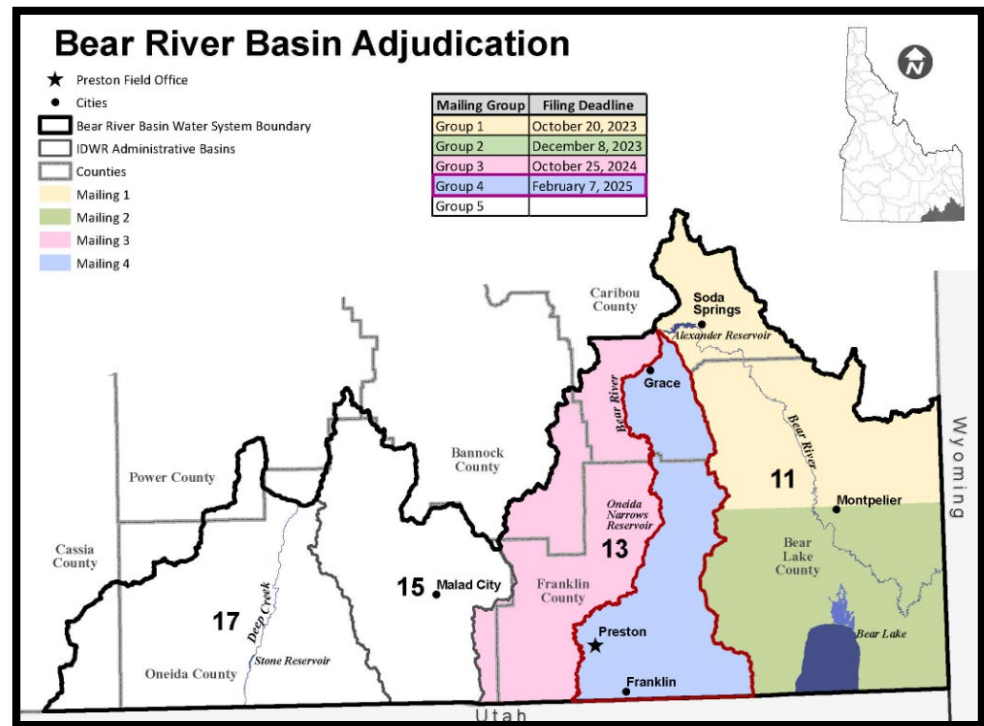 Bear River Basin Adjudication
N
Preston Field Office
Cities
Bear River Basin Water System Boundary
IDWR Administrative Basins
Counties
Mailing 1
Mailing 2
Mailing 3
Mailing 4
Mailing Group Filing Deadline
Group 1 October 20, 2023
Group 2 December 8, 2023
Group 3 October 25, 2024
Group 4 February 7, 2025
Group 5
Caribou
County
Soda
Springs
Alexander Reservoir
Grace
Bear River
Bear River
Bannock
County
Power County
Wyoming
11
Montpelier
Oneida
Narrows
Reservoir
13
Cassia
County
Bear
Lake
County
15
Malad City
Franklin
County
17
Deep Creek
Preston
Bear Lake
Stone Reservoir
Oneida County
Franklin
Utah